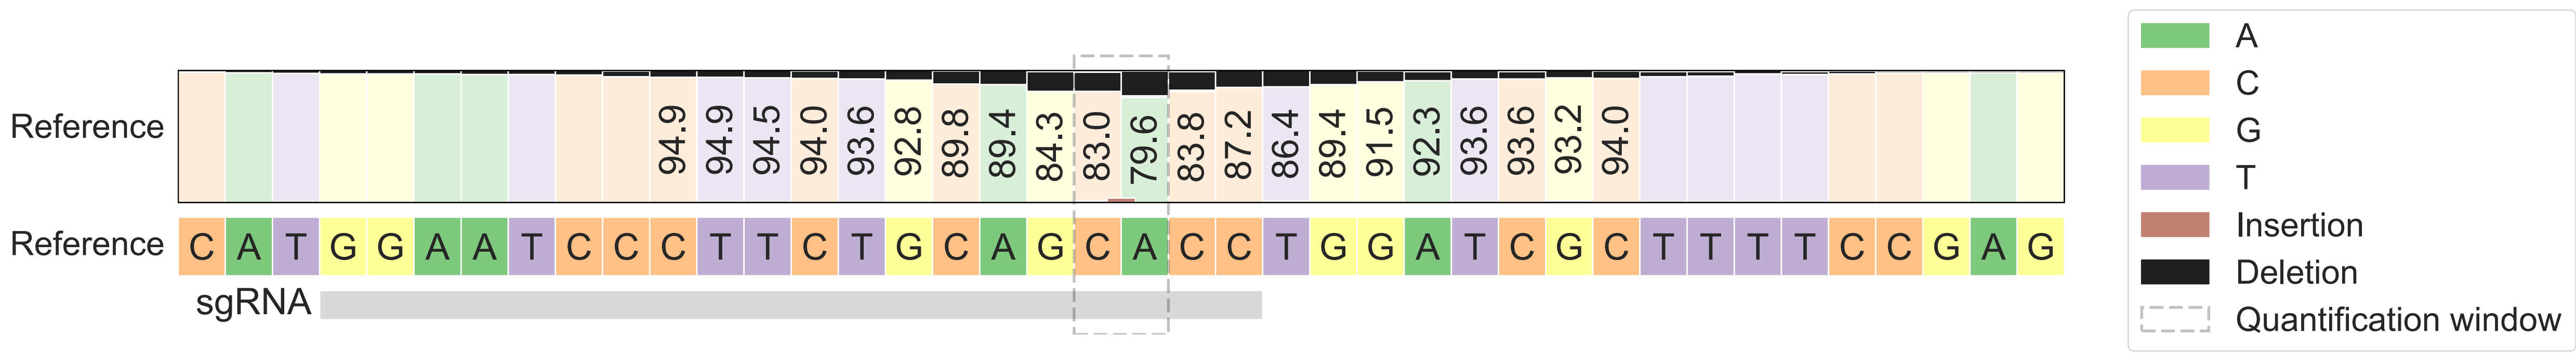 Reference 94.9 94.9 94.5 94.0 93.6 92.8 89.8 89.4 84.3 83.0 79.6 83.8 87.2 86.4 89.4 91.5 92.3 93.6 93.6 93.2 94.0
Reference C A T G G A A T C C C T T C T G C A G C A C C T G G A T C G C T T T T C C G A G
sgRNA
A
C
G
T
Insertion
Deletion
Quantification window